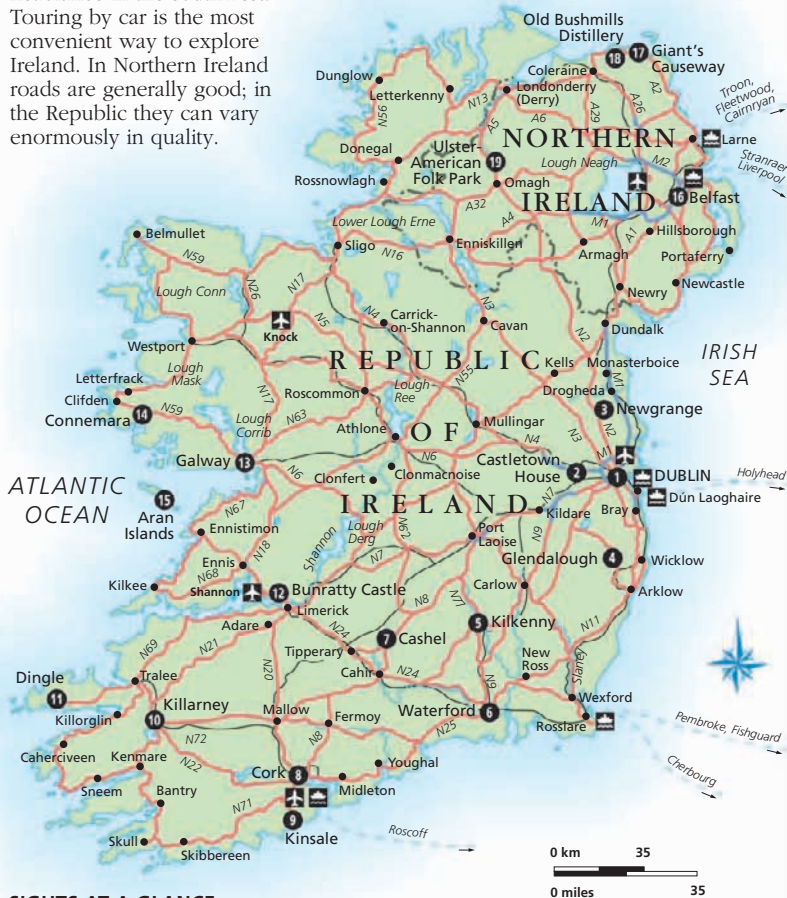 Touring by car is the most
convenient way to explore
Ireland. In Northern Ireland
roads are generally good; in
the Republic they can vary
enormously in quality.
Old Bushmills
Distillery
18
17
Giant's
Causeway
Coleraine
Dunglow
Letterkenny
Londonderry
(Derry)
N13
N56
A5
A6
A29
A26
A2
Troon,
Fleetwood,
Cairnryan
NORTHERN
IRELAND
Larne
Stranraer
Liverpool
Donegal
Rossnowlagh
Ulster-
American
Folk Park
19
Omagh
Lough Neagh
M2
16
Belfast
A32
A4
M1
A1
Hillsborough
Portaferry
Lower Lough Erne
Enniskillen
Armagh
Newcastle
Newry
Belmullet
N59
Sligo
N16
Lough Conn
N26
N17
N5
N4
Knock
Carrick-
on-Shannon
N3
Cavan
N2
Dundalk
Westport
REPUBLIC
OF
IRELAND
Lough
Mask
Kells
Monasterboice
IRISH
SEA
Letterfrack
Clifden
Connemara
14
N59
N17
Roscommon
Lough
Ree
N55
Drogheda
M1
3
Newgrange
Lough
Corrib
N63
Athlone
Mullingar
N4
N3
N2
M1
Galway
13
N6
N6
Castletown
House
2
1
DUBLIN
Holyhead
Dún Laoghaire
Clonfert
Clonmacnoise
ATLANTIC
OCEAN
15
Aran
Islands
N67
Ennistimon
N18
Shannon
Lough
Derg
N62
Port
Laoise
N7
Kildare
N9
Bray
Ennis
N68
Kilkee
Shannon
12
Bunratty Castle
N7
Glendalough
4
Wicklow
Limerick
Carlow
Arklow
Adare
N69
N21
N20
N24
N8
N77
5
Kilkenny
N11
7
Cashel
Tipperary
New
Ross
Slaney
Dingle
11
Tralee
Cahir
N24
N9
Wexford
Killorglin
Killarney
10
Mallow
Fermoy
Waterford
6
Rosslare
Pembroke, Fishguard
N72
N8
N25
Caherciveen
Kenmare
N22
Youghal
Cherbourg
Sneem
Bantry
Cork
8
Midleton
N71
9
Kinsale
Roscoff
Skull
Skibbereen
0 km 35
0 miles 35